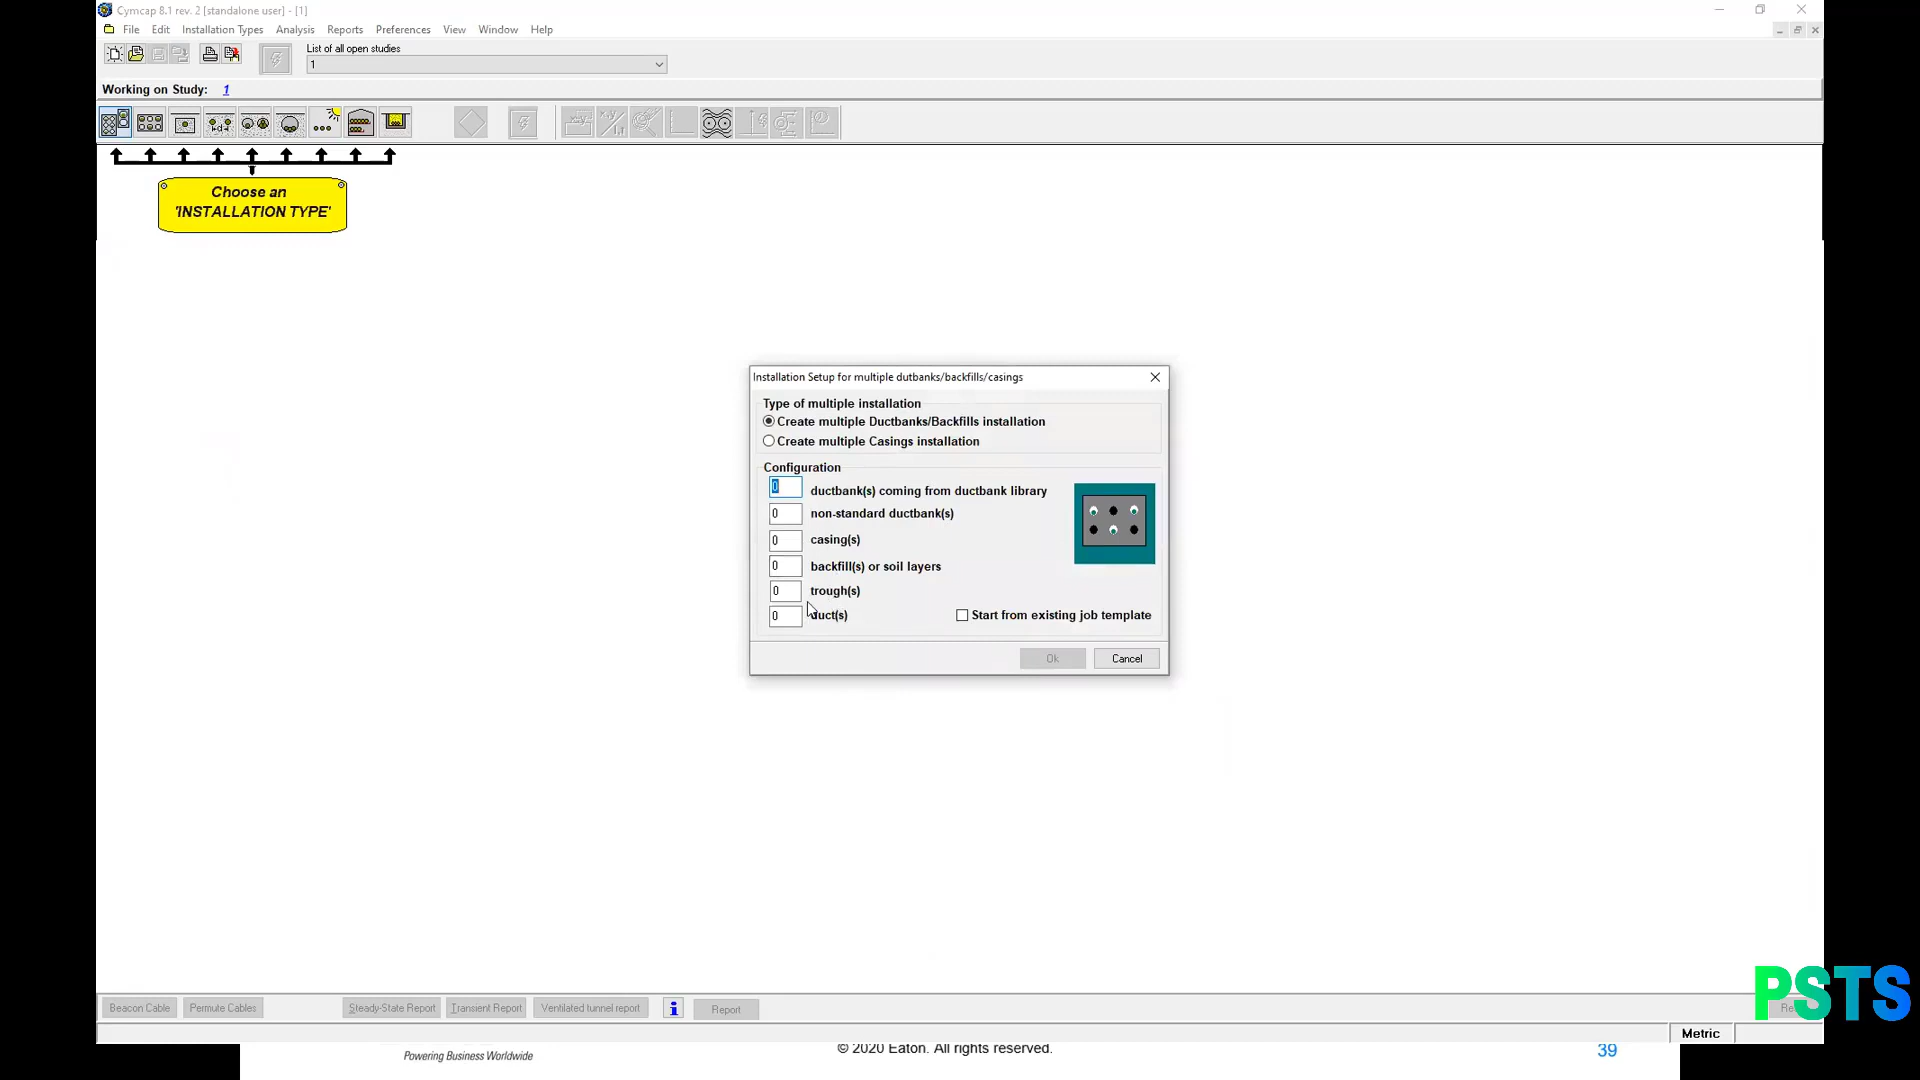 Cymcap 8.1 rev. 2 [standalone user] - [1]
File Edit Installation Types Analysis Reports Preferences View Window Help
List of all open studies
1
Working on Study: 1
Choose an
'INSTALLATION TYPE'
Installation Setup for multiple dutbanks/backfills/casings
Type of multiple installation
Create multiple Ductbanks/Backfills installation
Create multiple Casings installation
Configuration
0 ductbank(s) coming from ductbank library
0 non-standard ductbank(s)
0 casing(s)
0 backfill(s) or soil layers
0 trough(s)
0 duct(s) Start from existing job template
Ok Cancel
Beacon Cable Permute Cables Steady-State Report Transient Report Ventilated tunnel report Report
PSTS
Metric
Powering Business Worldwide
© 2020 Eaton. All rights reserved.
39